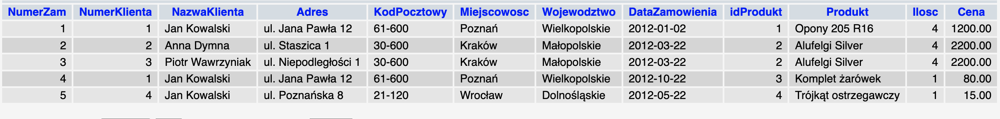 NumerZam NumerKlienta NazwaKlienta Adres KodPocztowy Miejscowosc Wojewodztwo DataZamowienia idProdukt Produkt Ilosc Cena
1 1 Jan Kowalski ul. Jana Pawła 12 61-600 Poznań Wielkopolskie 2012-01-02 1 Opony 205 R16 4 1200.00
2 2 Anna Dymna ul. Staszica 1 30-600 Kraków Małopolskie 2012-03-22 2 Alufelgi Silver 4 2200.00
3 3 Piotr Wawrzyniak ul. Niepodległości 1 30-600 Kraków Małopolskie 2012-03-22 2 Alufelgi Silver 4 2200.00
4 1 Jan Kowalski ul. Jana Pawła 12 61-600 Poznań Wielkopolskie 2012-10-22 3 Komplet żarówek 1 80.00
5 4 Jan Kowalski ul. Poznańska 8 21-120 Wrocław Dolnośląskie 2012-05-22 4 Trójkąt ostrzegawczy 1 15.00